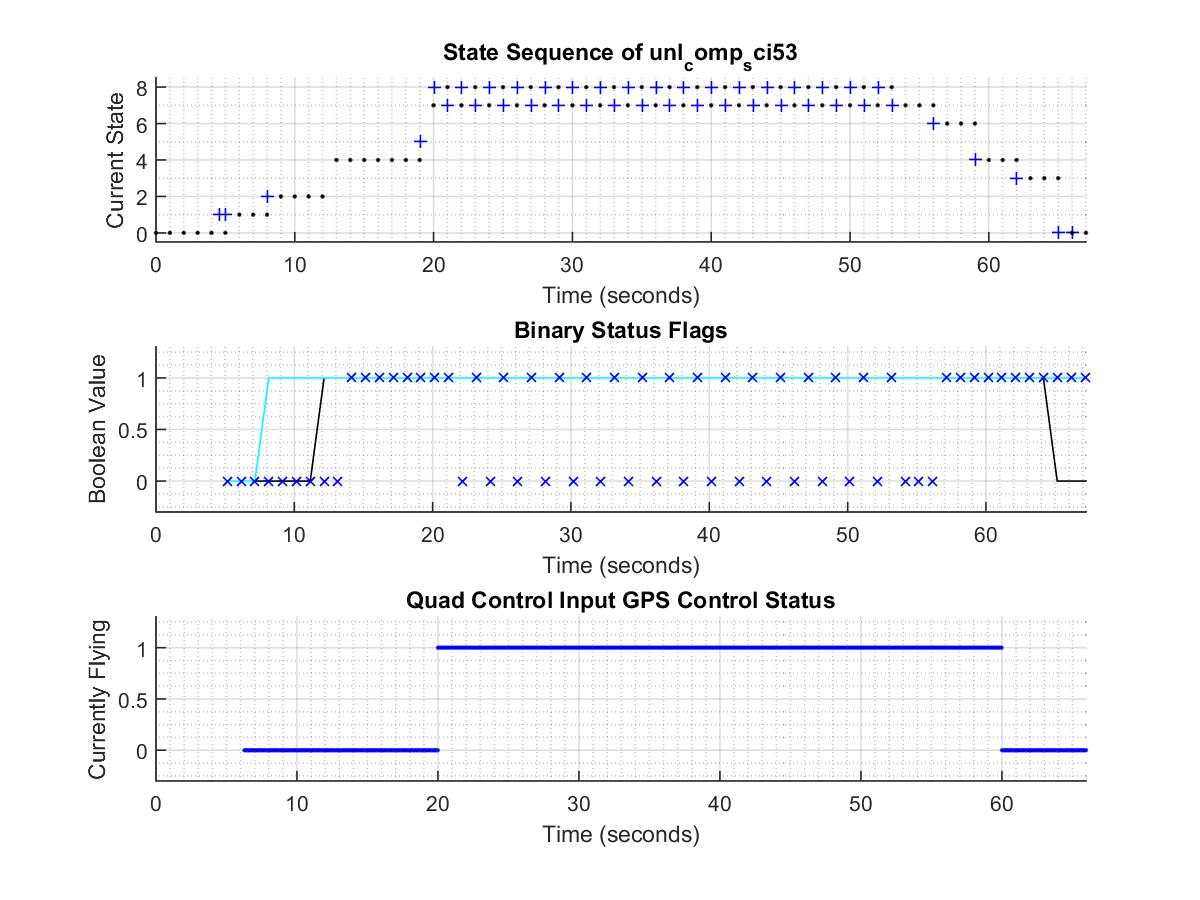 State Sequence of unl_comp_sci53
Current State
8
6
4
2
0
0 10 20 30 40 50 60
Time (seconds)
Binary Status Flags
Boolean Value
1
0.5
0
0 10 20 30 40 50 60
Time (seconds)
Quad Control Input GPS Control Status
Currently Flying
1
0.5
0
0 10 20 30 40 50 60
Time (seconds)